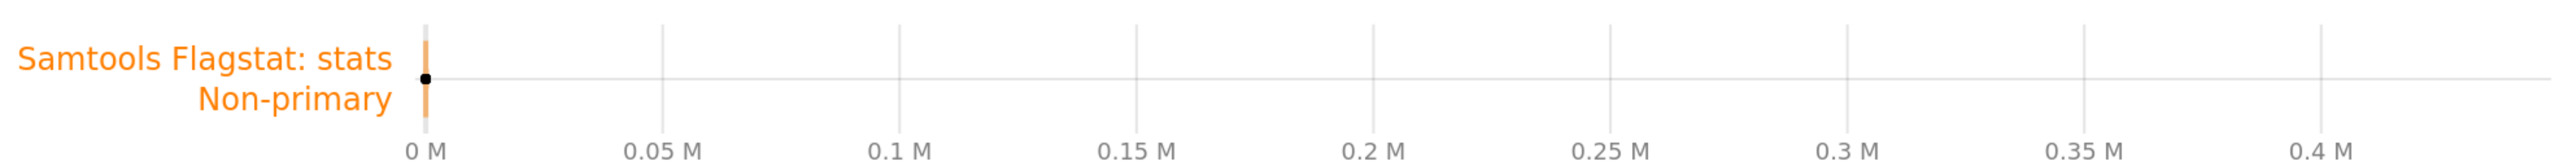 Samtools Flagstat: stats
Non-primary
0 M 0.05 M 0.1 M 0.15 M 0.2 M 0.25 M 0.3 M 0.35 M 0.4 M